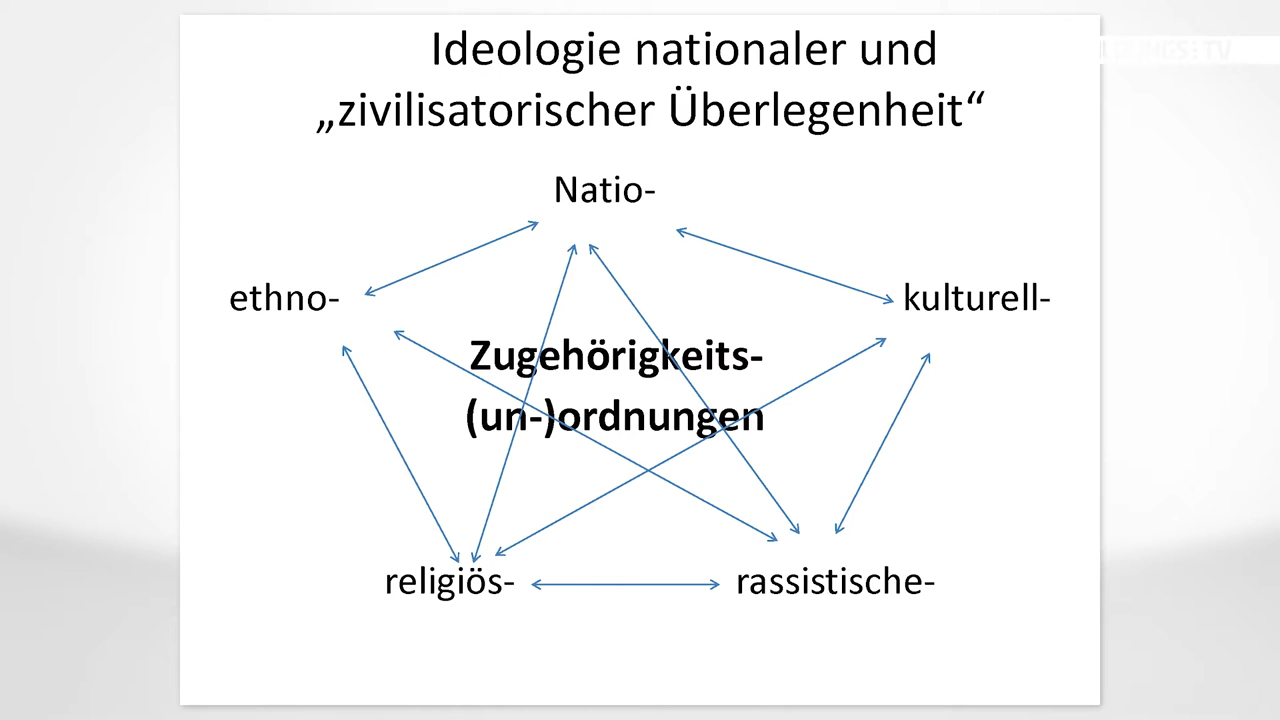 Ideologie nationaler und
„zivilisatorischer Überlegenheit“
Natio-
ethno-
kulturell-
Zugehörigkeits-
(un-)ordnungen
religiös-
rassistische-